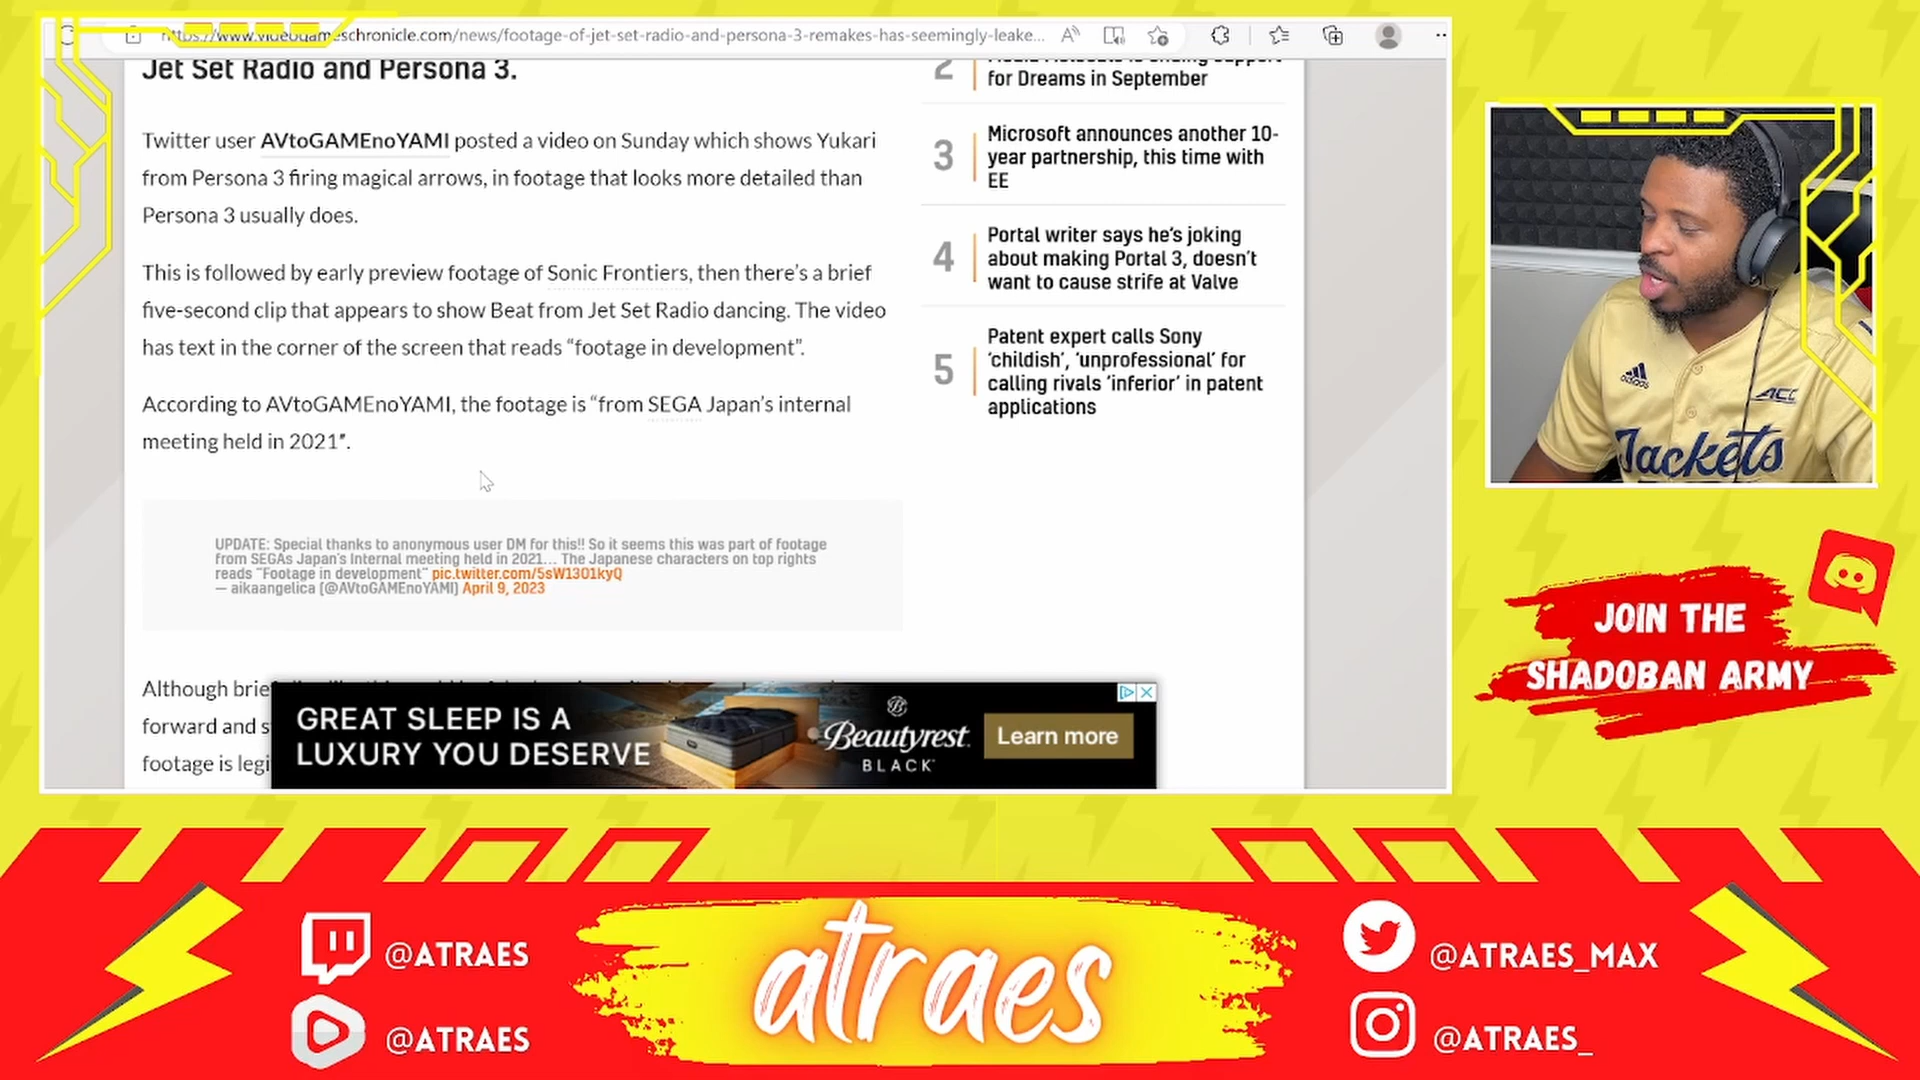 https://www.videogameschronicle.com/news/footage-of-jet-set-radio-and-persona-3-remakes-has-seemingly-leake...
Jet Set Radio and Persona 3.
Twitter user AVtoGAMEnoYAMI posted a video on Sunday which shows Yukari
from Persona 3 firing magical arrows, in footage that looks more detailed than
Persona 3 usually does.
This is followed by early preview footage of Sonic Frontiers, then there's a brief
five-second clip that appears to show Beat from Jet Set Radio dancing. The video
has text in the corner of the screen that reads “footage in development”.
According to AVtoGAMEnoYAMI, the footage is “from SEGA Japan's internal
meeting held in 2021”.
UPDATE: Special thanks to anonymous user DM for this!! So it seems this was part of footage
from SEGAs Japan's Internal meeting held in 2021... The Japanese characters on top rights
reads “Footage in development” pic.twitter.com/5sW13O1kyQ
— aikaangelica (@AVtoGAMEnoYAMI) April 9, 2023
Although brie
forward and s
footage is legi
2
for Dreams in September
3
Microsoft announces another 10-
year partnership, this time with
EE
4
Portal writer says he's joking
about making Portal 3, doesn't
want to cause strife at Valve
5
Patent expert calls Sony
‘childish’, ‘unprofessional’ for
calling rivals ‘inferior’ in patent
applications
GREAT SLEEP IS A
LUXURY YOU DESERVE
Beautyrest
BLACK
Learn more
adidas
ACC
Jackets
JOIN THE
SHADOBAN ARMY
@ATRAES
@ATRAES
atraes
@ATRAES_MAX
@ATRAES_